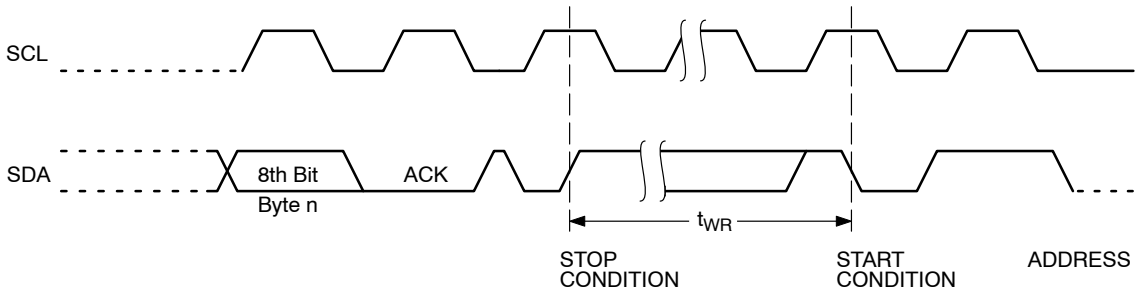 SCL
SDA
8th Bit
Byte n
ACK
tWR
STOP
CONDITION
START
CONDITION
ADDRESS